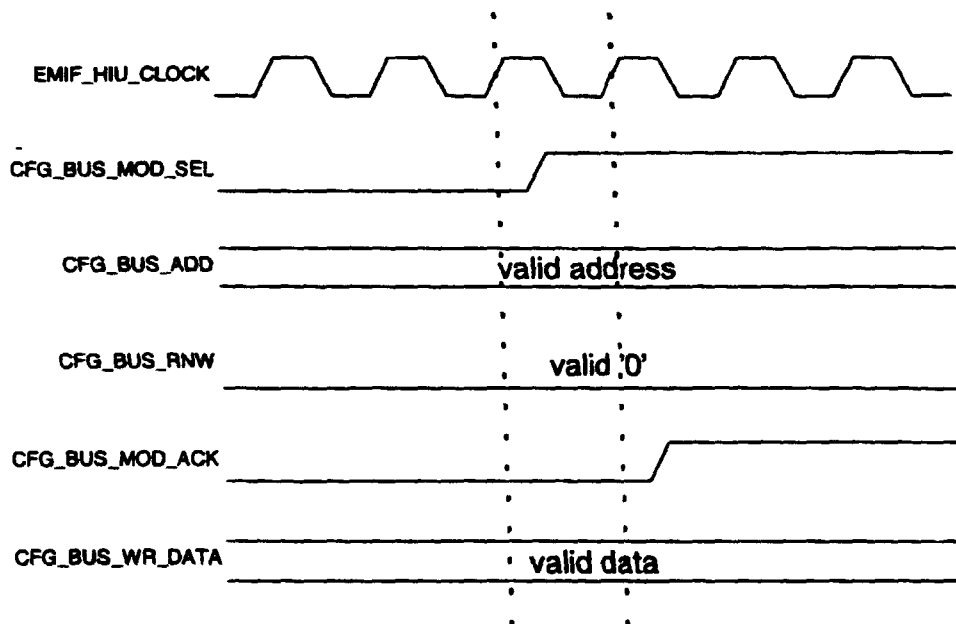 EMIF_HIU_CLOCK
CFG_BUS_MOD_SEL
CFG_BUS_ADD
valid address
CFG_BUS_RNW
valid '0'
CFG_BUS_MOD_ACK
CFG_BUS_WR_DATA
valid data